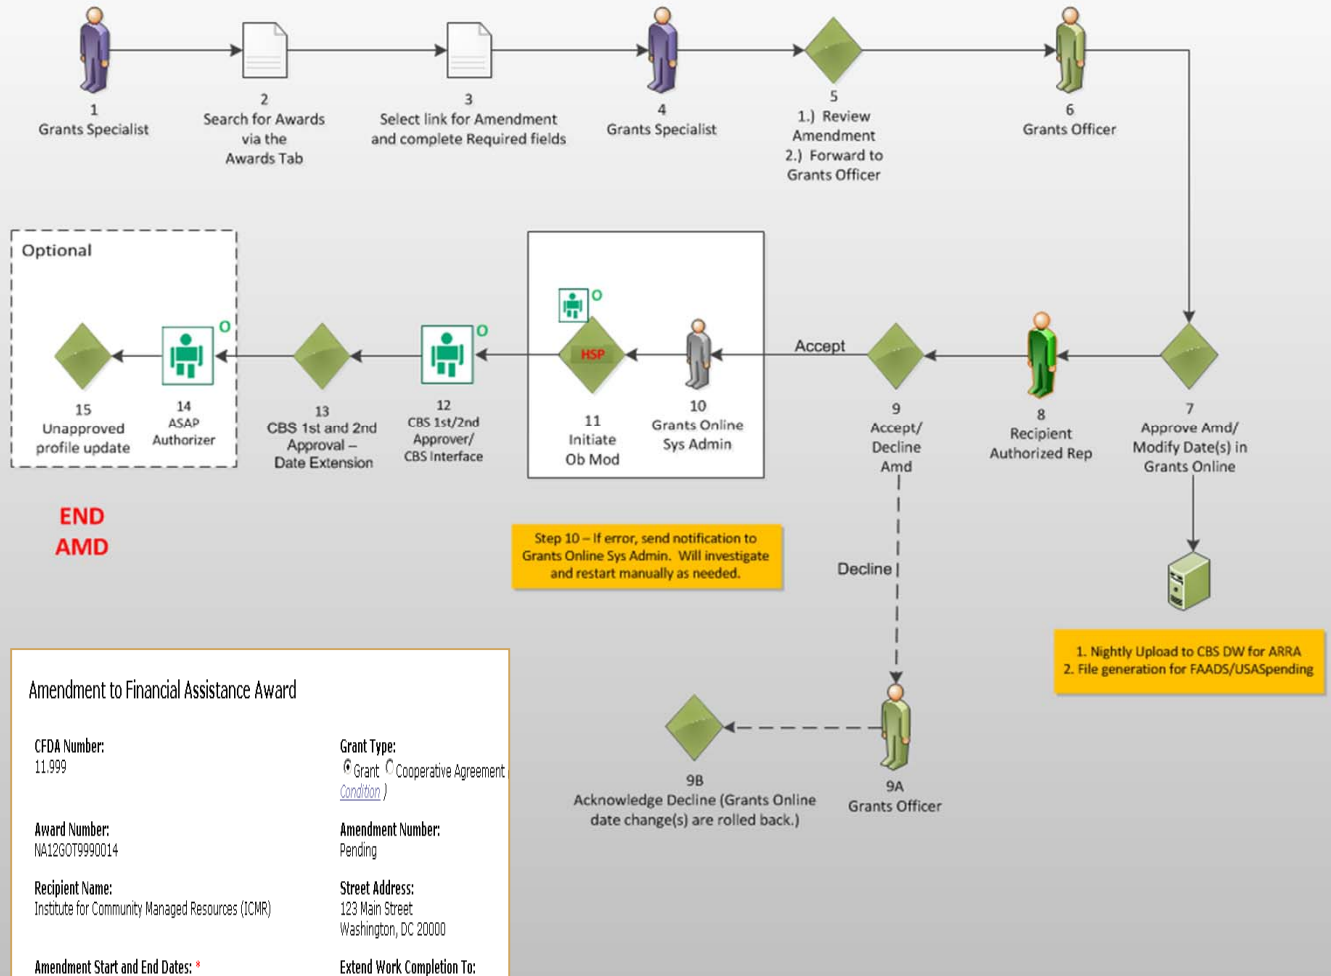 1
Grants Specialist
2
Search for Awards
via the
Awards Tab
3
Select link for Amendment
and complete Required fields
4
Grants Specialist
5
1.) Review
Amendment
2.) Forward to
Grants Officer
6
Grants Officer
Optional
15
Unapproved
profile update
O
14
ASAP
Authorizer
13
CBS 1st and 2nd
Approval –
Date Extension
O
12
CBS 1st/2nd
Approver/
CBS Interface
O
HSP
11
Initiate
Ob Mod
10
Grants Online
Sys Admin
Accept
9
Accept/
Decline
Amd
8
Recipient
Authorized Rep
7
Approve Amd/
Modify Date(s) in
Grants Online
END
AMD
Step 10 – If error, send notification to
Grants Online Sys Admin. Will investigate
and restart manually as needed.
Decline
1. Nightly Upload to CBS DW for ARRA
2. File generation for FAADS/USASpending
9B
Acknowledge Decline (Grants Online
date change(s) are rolled back.)
9A
Grants Officer
Amendment to Financial Assistance Award
CFDA Number:
11.999
Grant Type:
Grant Cooperative Agreement
Condition )
Award Number:
NA12GOT9990014
Amendment Number:
Pending
Recipient Name:
Institute for Community Managed Resources (ICMR)
Street Address:
123 Main Street
Washington, DC 20000
Amendment Start and End Dates: *
Extend Work Completion To: